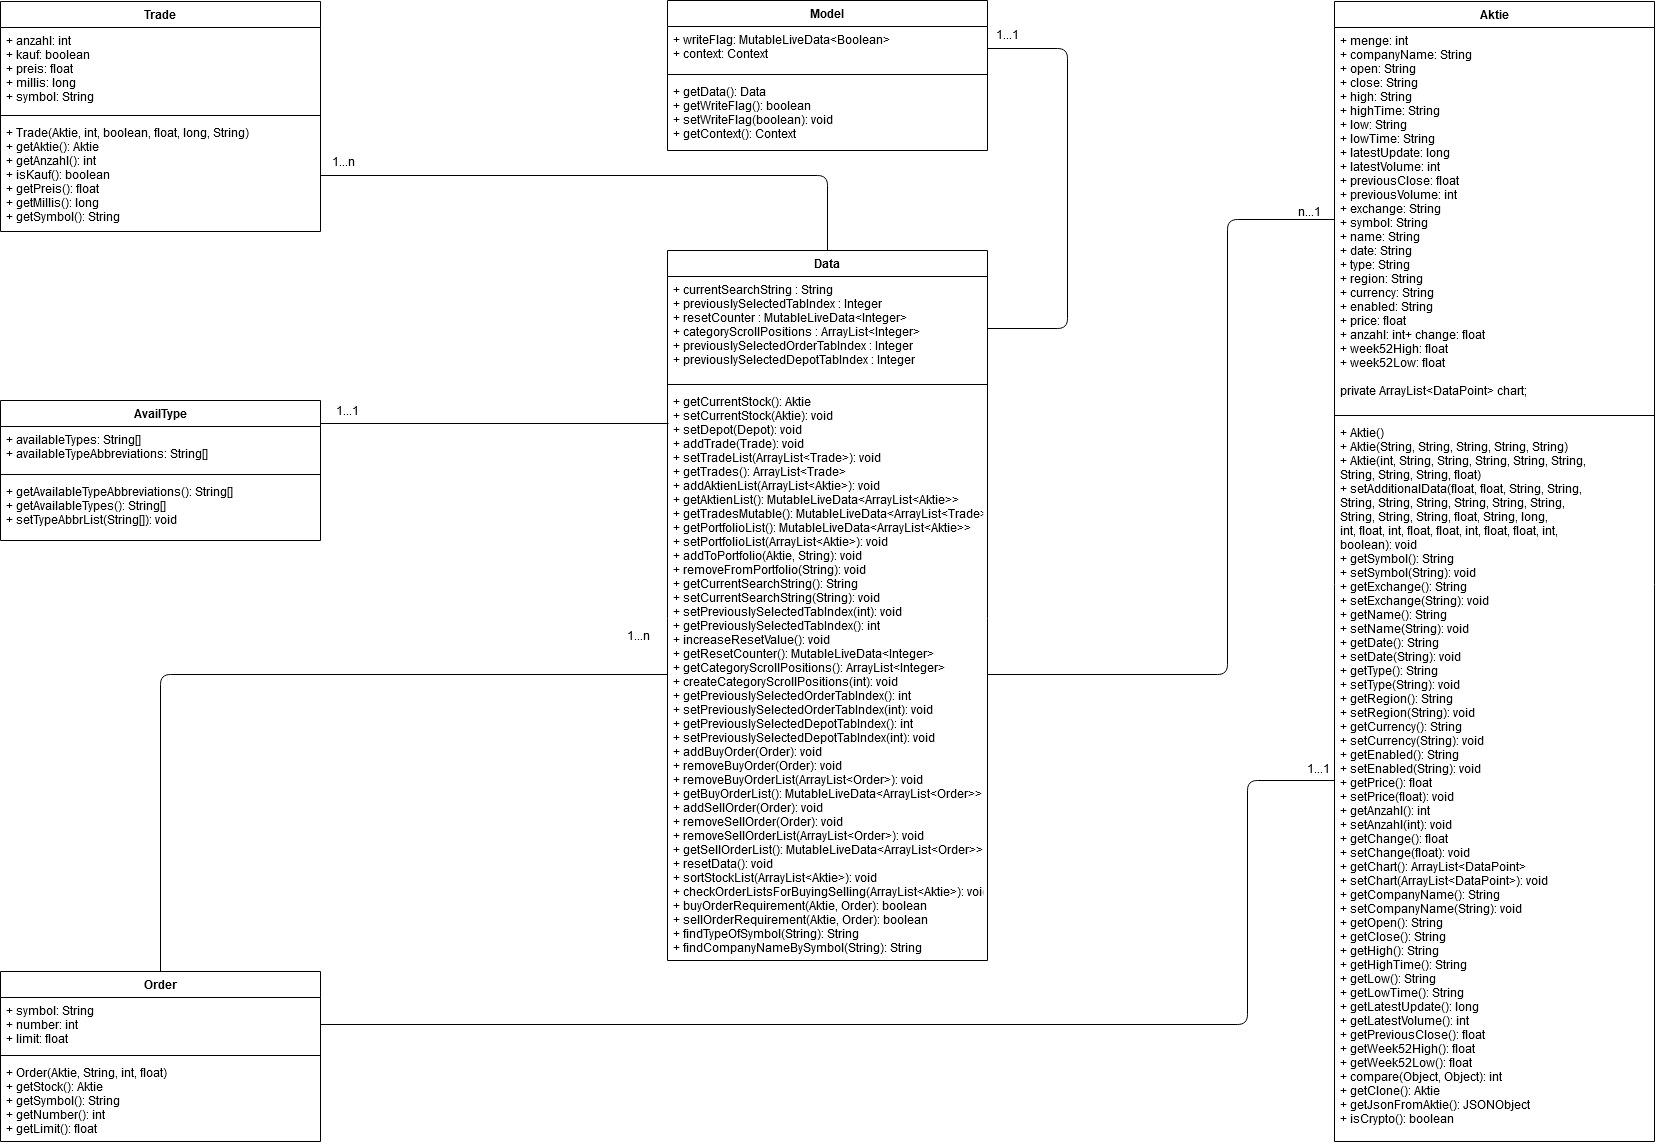 Trade
+ anzahl: int
+ kauf: boolean
+ preis: float
+ millis: long
+ symbol: String
+ Trade(Aktie, int, boolean, float, long, String)
+ getAktie(): Aktie
+ getAnzahl(): int
+ isKauf(): boolean
+ getPreis(): float
+ getMillis(): long
+ getSymbol(): String
1...n
Model
+ writeFlag: MutableLiveData<Boolean>
+ context: Context
+ getData(): Data
+ getWriteFlag(): boolean
+ setWriteFlag(boolean): void
+ getContext(): Context
1...1
AvailType
+ availableTypes: String[]
+ availableTypeAbbreviations: String[]
+ getAvailableTypeAbbreviations(): String[]
+ getAvailableTypes(): String[]
+ setTypeAbbrList(String[]): void
1...1
Data
+ currentSearchString : String
+ previouslySelectedTabIndex : Integer
+ resetCounter : MutableLiveData<Integer>
+ categoryScrollPositions : ArrayList<Integer>
+ previouslySelectedOrderTabIndex : Integer
+ previouslySelectedDepotTabIndex : Integer
+ getCurrentStock(): Aktie
+ setCurrentStock(Aktie): void
+ setDepot(Depot): void
+ addTrade(Trade): void
+ setTradeList(ArrayList<Trade>): void
+ getTrades(): ArrayList<Trade>
+ addAktienList(ArrayList<Aktie>): void
+ getAktienList(): MutableLiveData<ArrayList<Aktie>>
+ getTradesMutable(): MutableLiveData<ArrayList<Trade>
+ getPortfolioList(): MutableLiveData<ArrayList<Aktie>>
+ setPortfolioList(ArrayList<Aktie>): void
+ addToPortfolio(Aktie, String): void
+ removeFromPortfolio(String): void
+ getCurrentSearchString(): String
+ setCurrentSearchString(String): void
+ setPreviouslySelectedTabIndex(int): void
+ getPreviouslySelectedTabIndex(): int
+ increaseResetValue(): void
+ getResetCounter(): MutableLiveData<Integer>
+ getCategoryScrollPositions(): ArrayList<Integer>
+ createCategoryScrollPositions(int): void
+ getPreviouslySelectedOrderTabIndex(): int
+ setPreviouslySelectedOrderTabIndex(int): void
+ getPreviouslySelectedDepotTabIndex(): int
+ setPreviouslySelectedDepotTabIndex(int): void
+ addBuyOrder(Order): void
+ removeBuyOrder(Order): void
+ removeBuyOrderList(ArrayList<Order>): void
+ getBuyOrderList(): MutableLiveData<ArrayList<Order>>
+ addSellOrder(Order): void
+ removeSellOrder(Order): void
+ removeSellOrderList(ArrayList<Order>): void
+ getSellOrderList(): MutableLiveData<ArrayList<Order>>
+ resetData(): void
+ sortStockList(ArrayList<Aktie>): void
+ checkOrderListsForBuyingSelling(ArrayList<Aktie>): voi
+ buyOrderRequirement(Aktie, Order): boolean
+ sellOrderRequirement(Aktie, Order): boolean
+ findTypeOfSymbol(String): String
+ findCompanyNameBySymbol(String): String
1...n
Order
+ symbol: String
+ number: int
+ limit: float
+ Order(Aktie, String, int, float)
+ getStock(): Aktie
+ getSymbol(): String
+ getNumber(): int
+ getLimit(): float
n...1
1...1
Aktie
+ menge: int
+ companyName: String
+ open: String
+ close: String
+ high: String
+ highTime: String
+ low: String
+ lowTime: String
+ latestUpdate: long
+ latestVolume: int
+ previousClose: float
+ previousVolume: int
+ exchange: String
+ symbol: String
+ name: String
+ date: String
+ type: String
+ region: String
+ currency: String
+ enabled: String
+ price: float
+ anzahl: int+ change: float
+ week52High: float
+ week52Low: float
private ArrayList<DataPoint> chart;
+ Aktie()
+ Aktie(String, String, String, String, String)
+ Aktie(int, String, String, String, String, String,
String, String, String, float)
+ setAdditionalData(float, float, String, String,
String, String, String, String, String, String,
String, String, String, float, String, long,
int, float, int, float, float, int, float, float, int,
boolean): void
+ getSymbol(): String
+ setSymbol(String): void
+ getExchange(): String
+ setExchange(String): void
+ getName(): String
+ setName(String): void
+ getDate(): String
+ setDate(String): void
+ getType(): String
+ setType(String): void
+ getRegion(): String
+ setRegion(String): void
+ getCurrency(): String
+ setCurrency(String): void
+ getEnabled(): String
+ setEnabled(String): void
+ getPrice(): float
+ setPrice(float): void
+ getAnzahl(): int
+ setAnzahl(int): void
+ getChange(): float
+ setChange(float): void
+ getChart(): ArrayList<DataPoint>
+ setChart(ArrayList<DataPoint>): void
+ getCompanyName(): String
+ setCompanyName(String): void
+ getOpen(): String
+ getClose(): String
+ getHigh(): String
+ getHighTime(): String
+ getLow(): String
+ getLowTime(): String
+ getLatestUpdate(): long
+ getLatestVolume(): int
+ getPreviousClose(): float
+ getWeek52High(): float
+ getWeek52Low(): float
+ compare(Object, Object): int
+ getClone(): Aktie
+ getJsonFromAktie(): JSONObject
+ isCrypto(): boolean